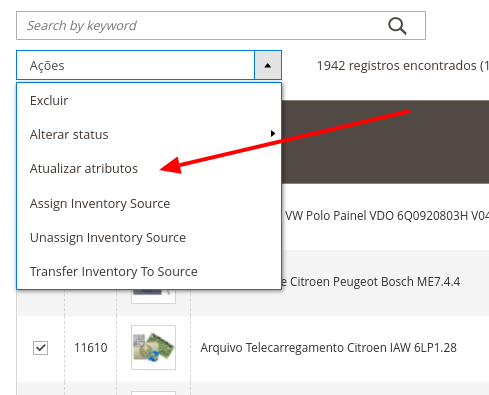 Search by keyword
Ações
1942 registros encontrados (1
Excluir
Alterar status
Atualizar atributos
Assign Inventory Source
VW Polo Painel VDO 6Q0920803H V04
Unassign Inventory Source
Transfer Inventory To Source
e Citroen Peugeot Bosch ME7.4.4
11610
Arquivo Telecarregamento Citroen IAW 6LP1.28